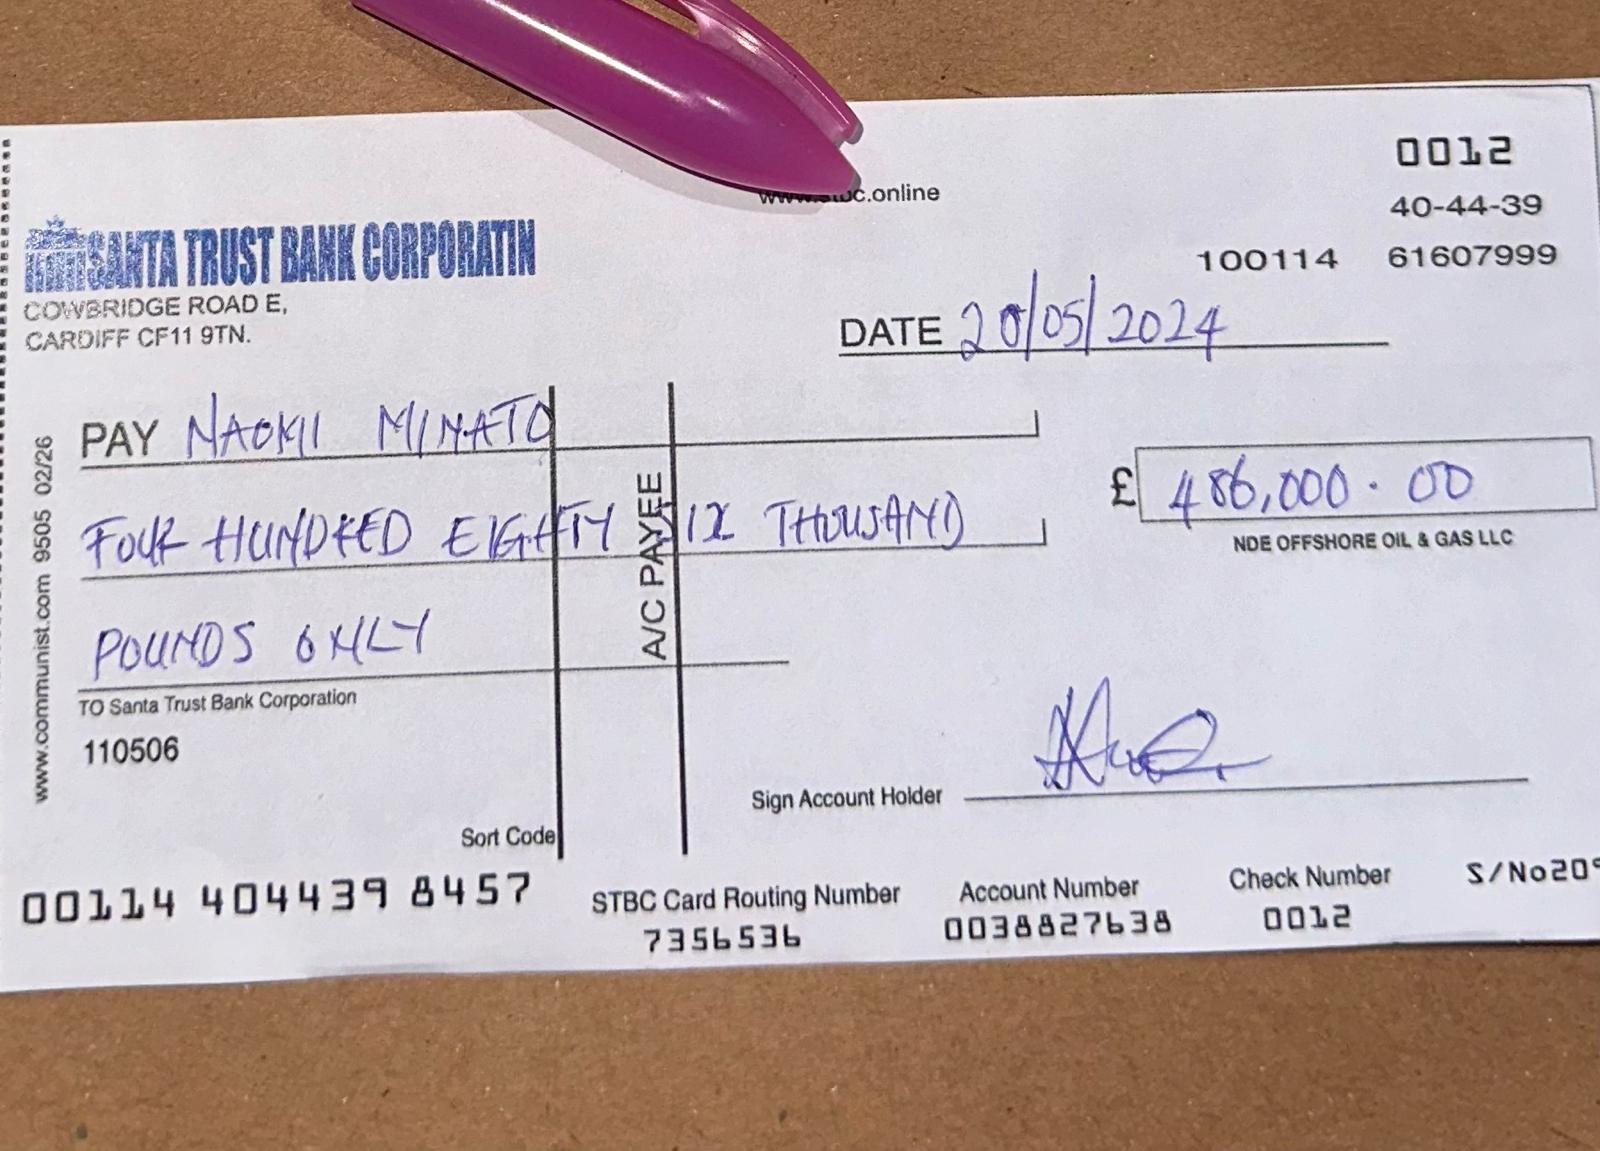 0012
www.stbc.online
40-44-39
100114 61607999
SANTA TRUST BANK CORPORATIN
COWBRIDGE ROAD E,
CARDIFF CF11 9TN.
DATE 20/05/2024
PAY NAOKII MINATO
FOUR HUNDRED EIGHTY SIX THOUSAND
£ 486,000.00
NDE OFFSHORE OIL & GAS LLC
POUNDS ONLY
A/C PAYEE
www.communist.com 9505 02/26
TO Santa Trust Bank Corporation
110506
Sign Account Holder
Sort Code
00114 404439 8457
STBC Card Routing Number
7356536
Account Number
0038827638
Check Number
0012
S/No20